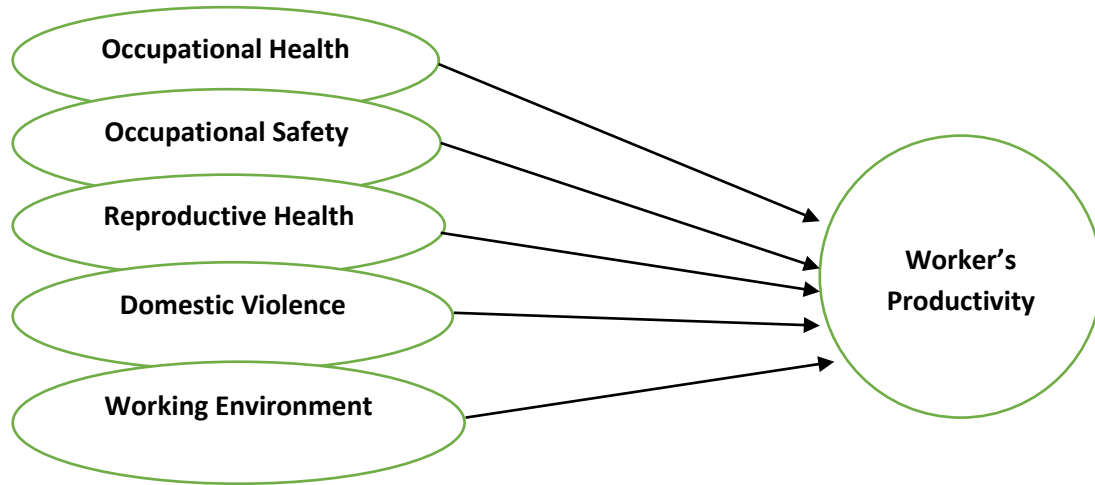 Occupational Health
Occupational Safety
Reproductive Health
Domestic Violence
Working Environment
Worker’s
Productivity